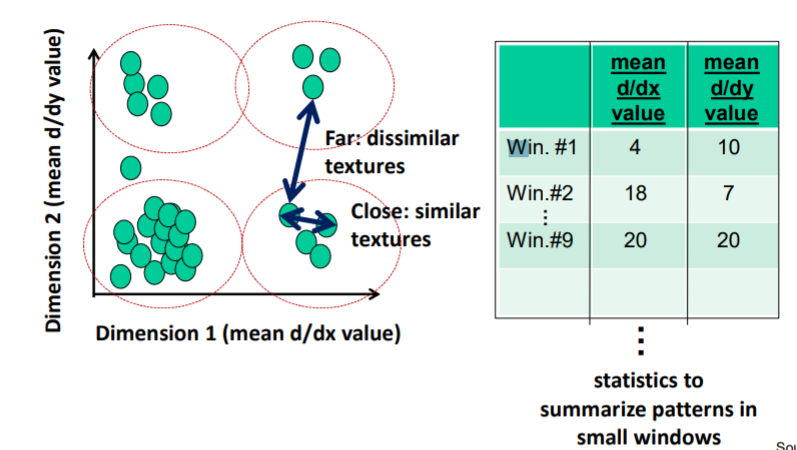 Dimension 2 (mean d/dy value)
Far: dissimilar
textures
Close: similar
textures
Dimension 1 (mean d/dx value)
mean
d/dx
value
mean
d/dy
value
Win. #1 4 10
Win.#2 18 7
⋮
Win.#9 20 20
⋮
statistics to
summarize patterns in
small windows